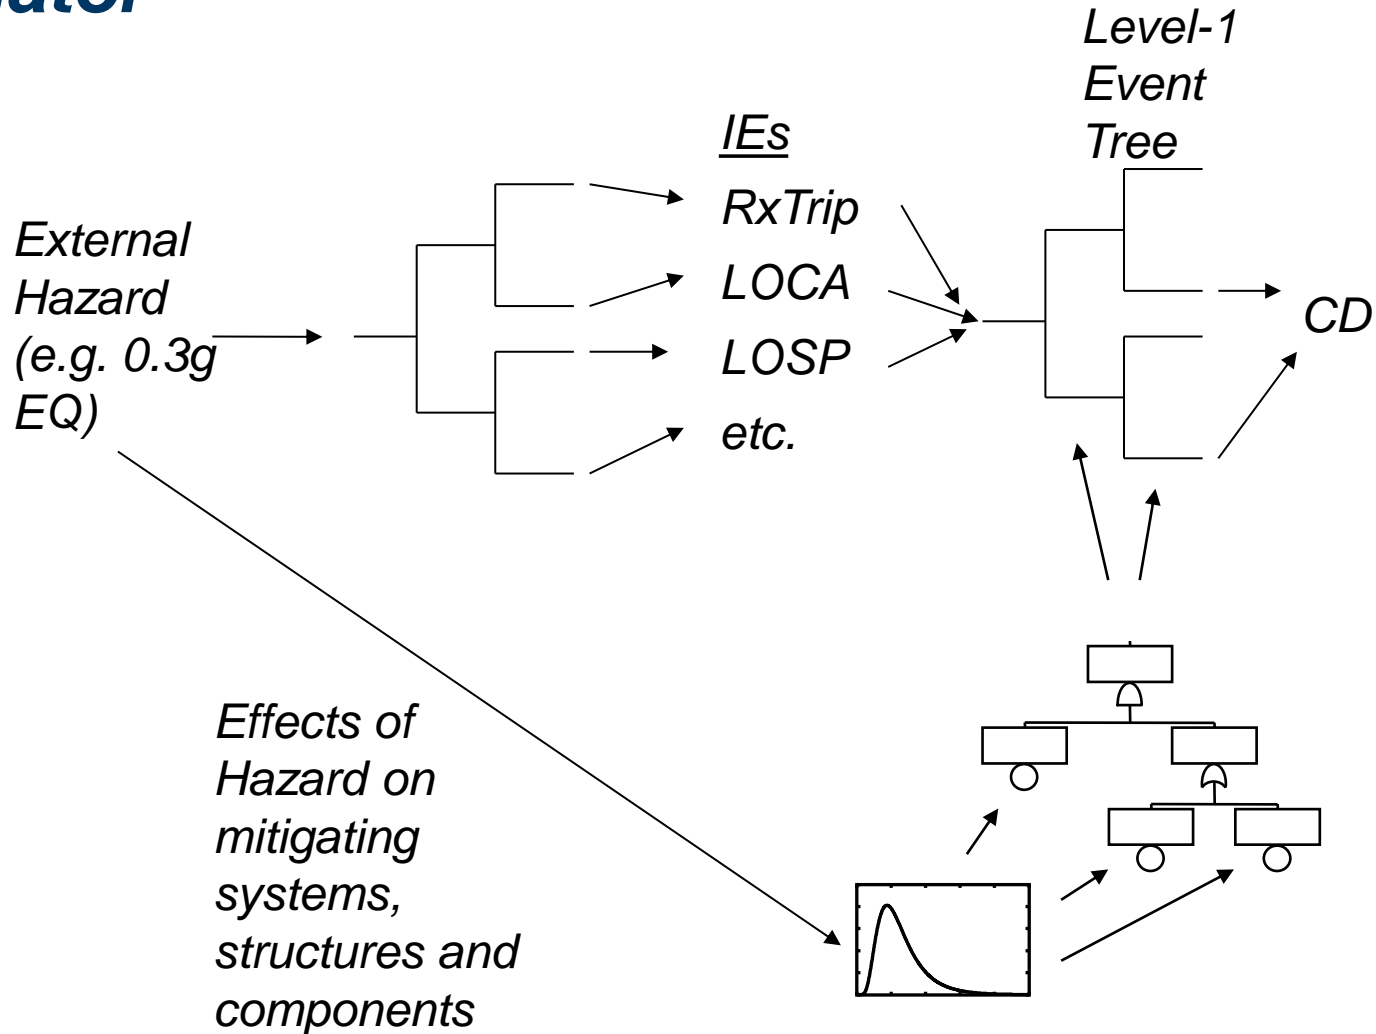 Level-1
Event
Tree
IEs
RxTrip
LOCA
LOSP
etc.
External
Hazard
(e.g. 0.3g
EQ)
CD
Effects of
Hazard on
mitigating
systems,
structures and
components